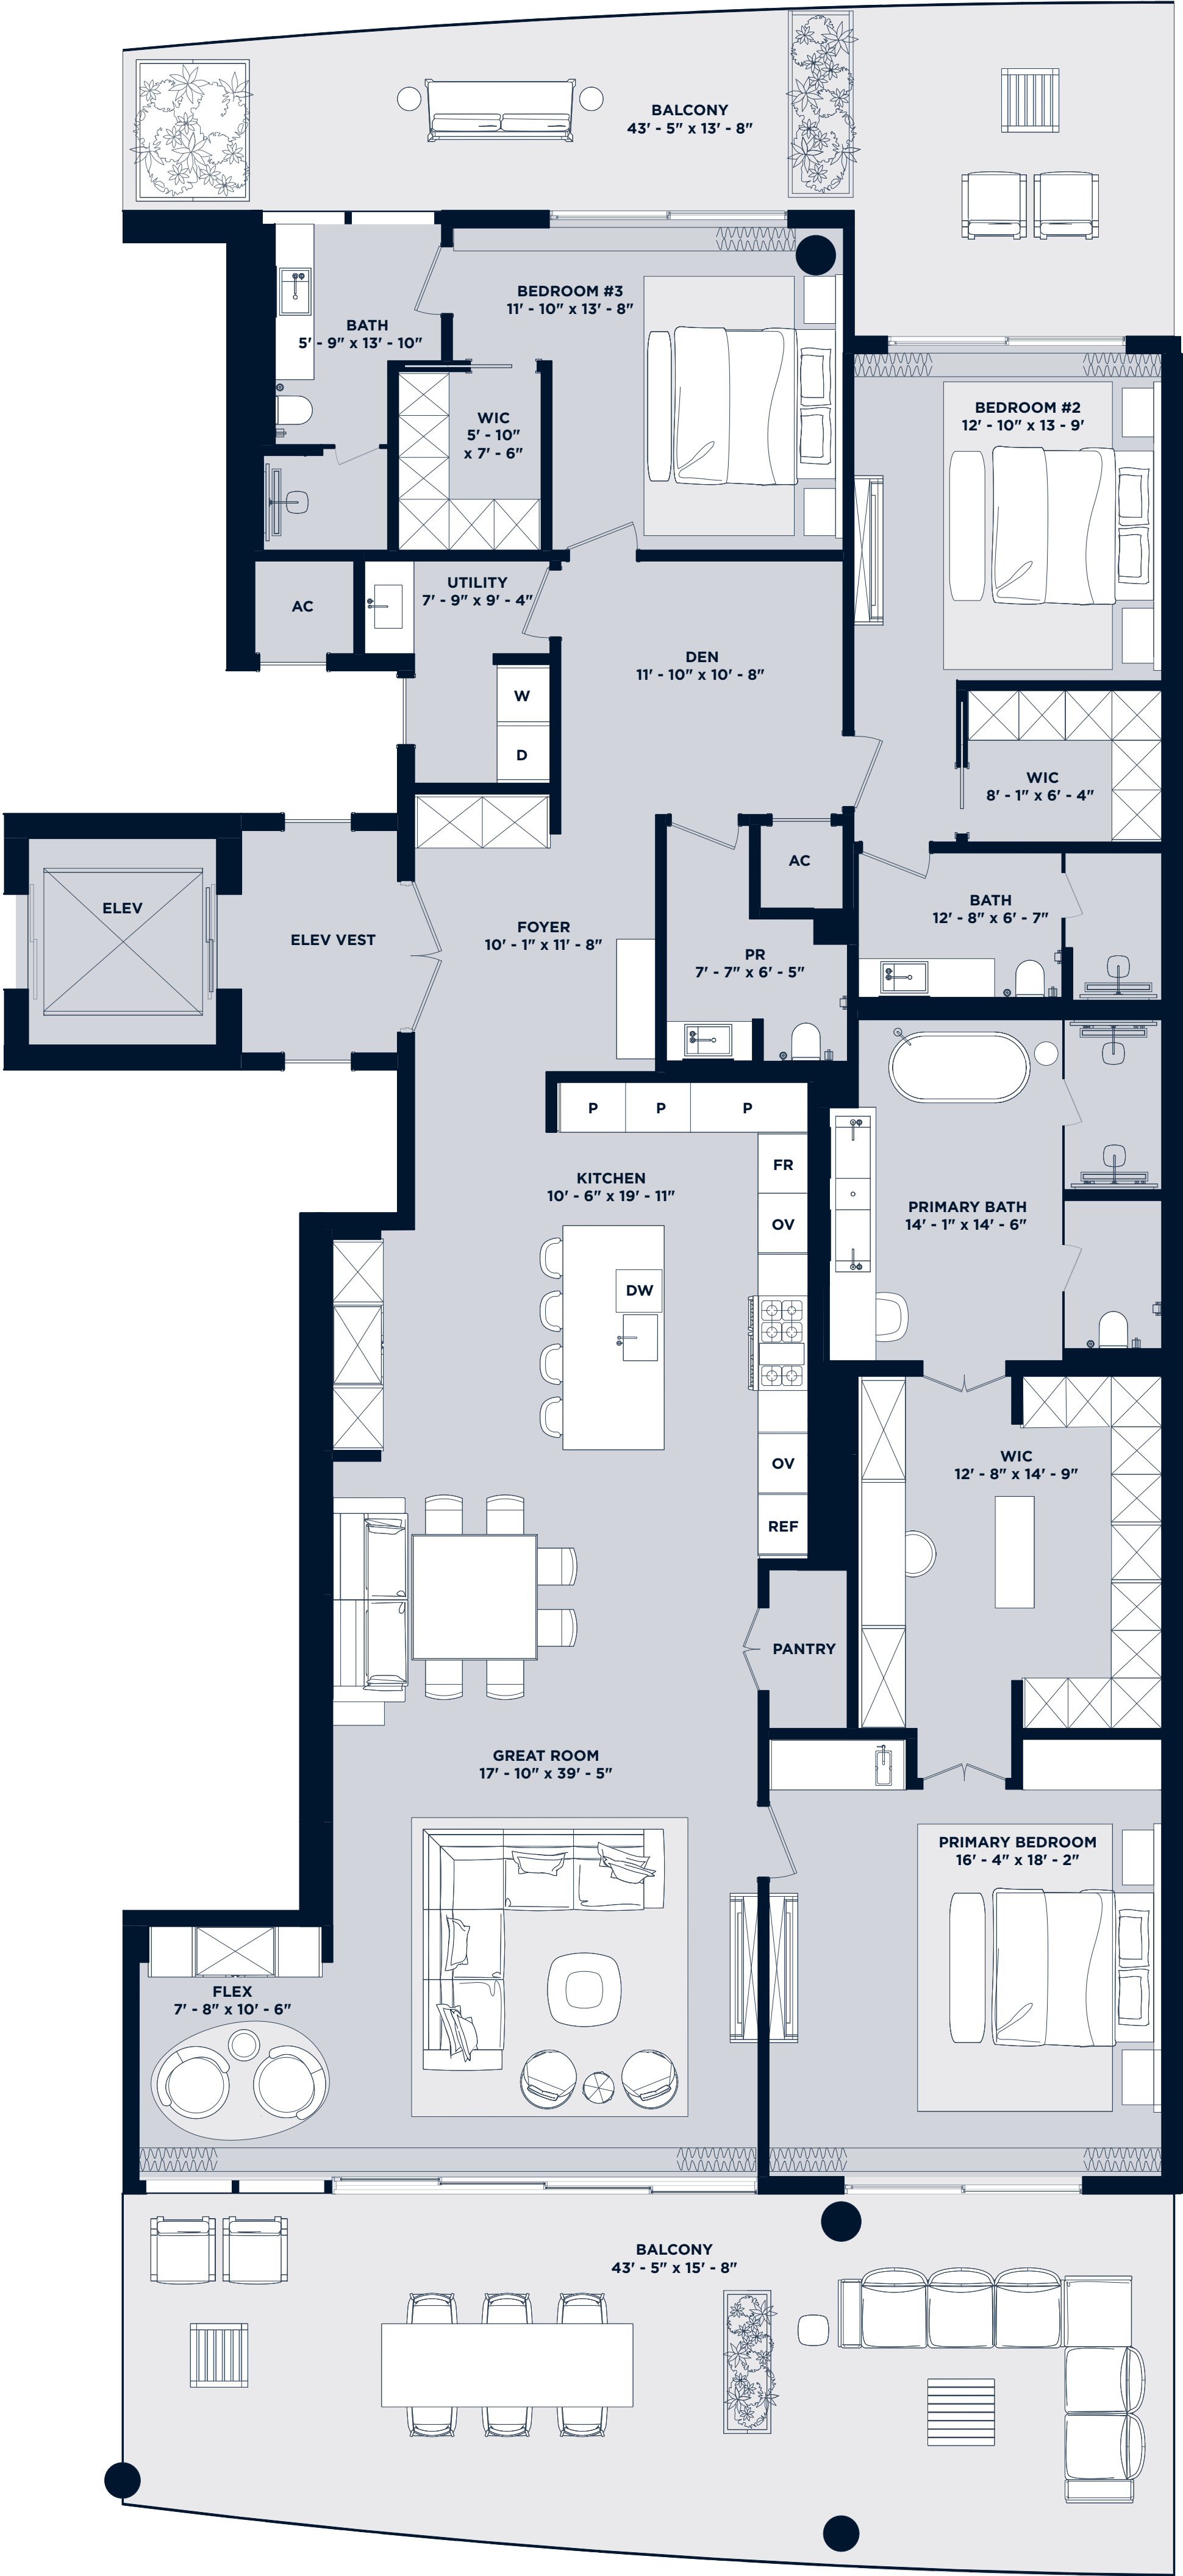 BALCONY
43' - 5" x 13' - 8"
BEDROOM #3
11' - 10" x 13' - 8"
BATH
5' - 9" x 13' - 10"
BEDROOM #2
12' - 10" x 13 - 9'
WIC
5' - 10"
x 7' - 6"
UTILITY
7' - 9" x 9' - 4"
AC
DEN
11' - 10" x 10' - 8"
W
D
WIC
8' - 1" x 6' - 4"
AC
ELEV
ELEV VEST
FOYER
10' - 1" x 11' - 8"
BATH
12' - 8" x 6' - 7"
PR
7' - 7" x 6' - 5"
P
P
P
FR
KITCHEN
10' - 6" x 19' - 11"
OV
PRIMARY BATH
14' - 1" x 14' - 6"
DW
OV
WIC
12' - 8" x 14' - 9"
REF
PANTRY
GREAT ROOM
17' - 10" x 39' - 5"
PRIMARY BEDROOM
16' - 4" x 18' - 2"
FLEX
7' - 8" x 10' - 6"
BALCONY
43' - 5" x 15' - 8"